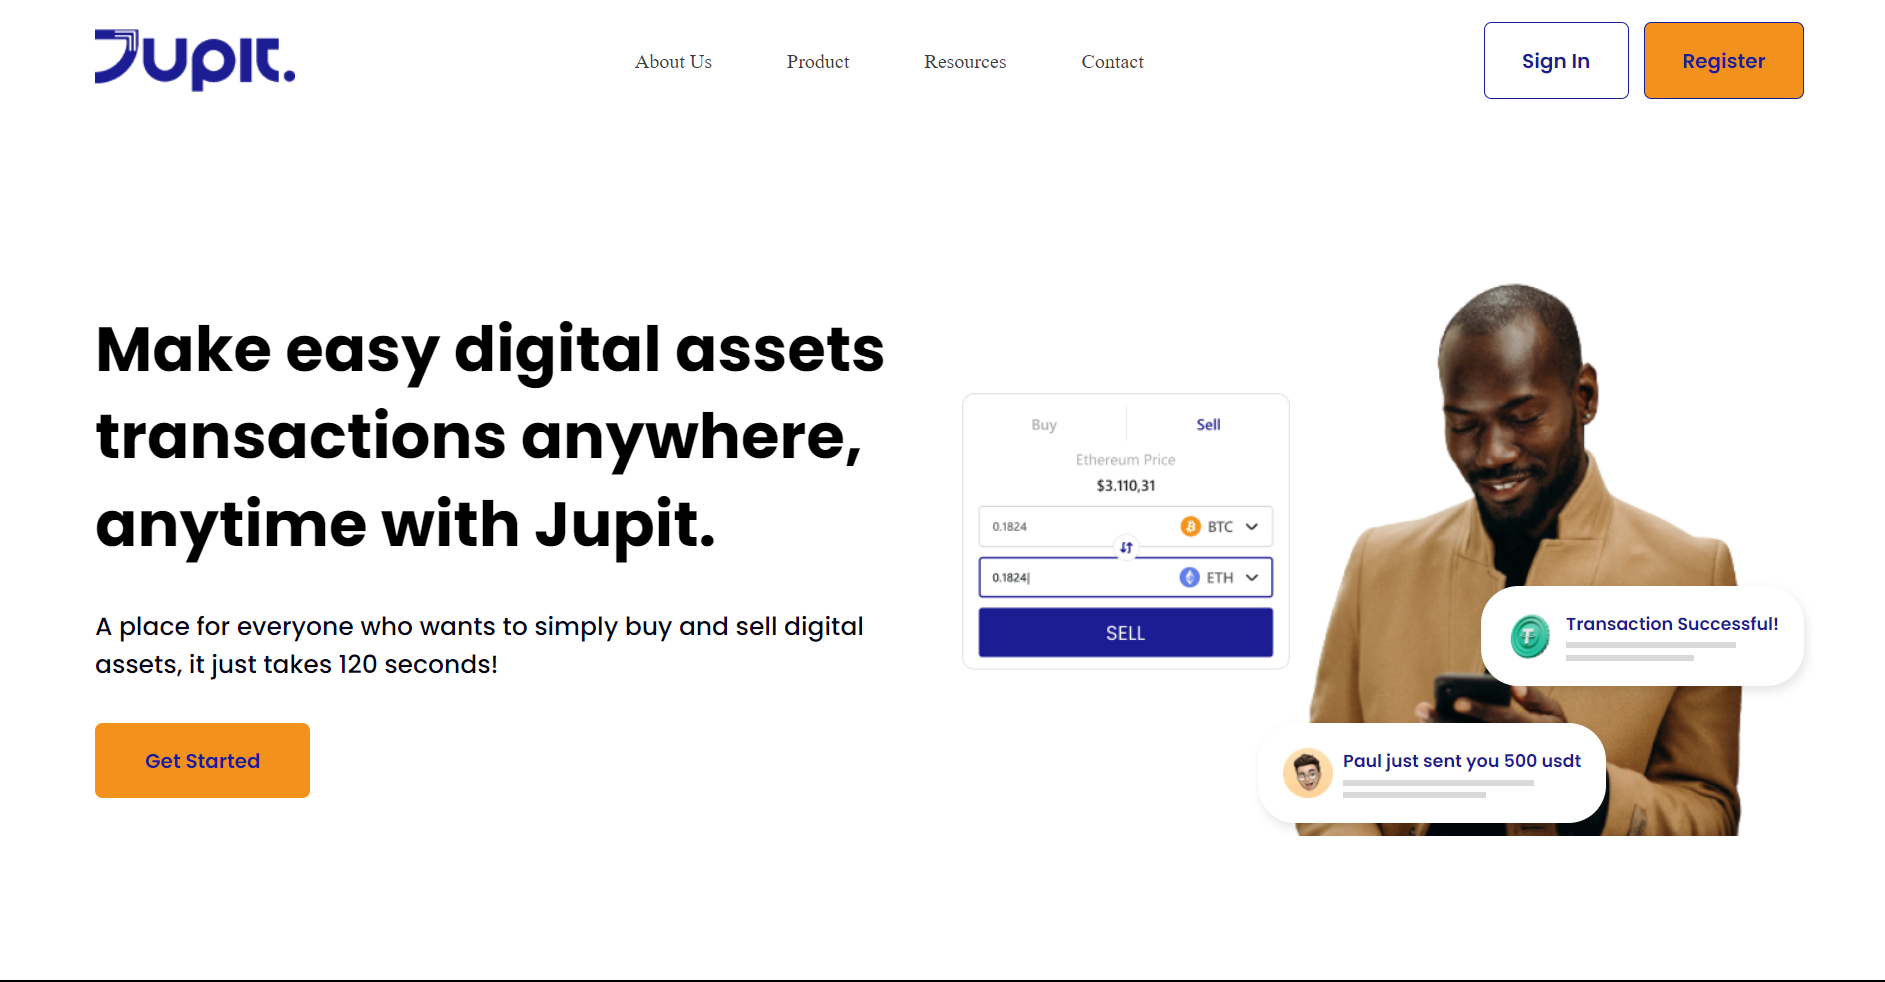 Jupit.
About Us
Product
Resources
Contact
Sign In
Register
Make easy digital assets
transactions anywhere,
anytime with Jupit.
A place for everyone who wants to simply buy and sell digital
assets, it just takes 120 seconds!
Get Started
Buy
Sell
Ethereum Price
$3.110,31
0.1824
BTC
0.1824|
ETH
SELL
Transaction Successful!
Paul just sent you 500 usdt